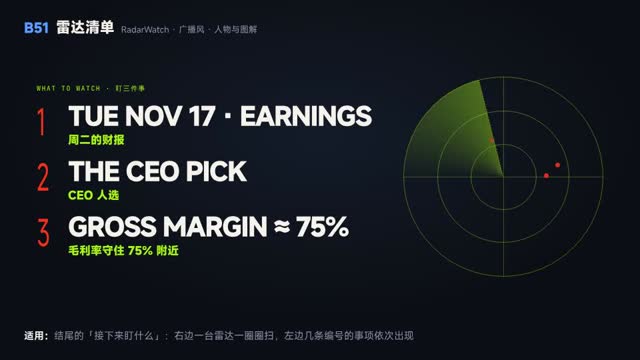 B51 雷达清单 RadarWatch · 广播风 · 人物与图解
WHAT TO WATCH · 盯三件事
1 TUE NOV 17 · EARNINGS
周二的财报
2 THE CEO PICK
CEO 人选
3 GROSS MARGIN ≈ 75%
毛利率守住 75% 附近
适用：结尾的「接下来盯什么」：右边一台雷达一圈圈扫，左边几条编号的事项依次出现